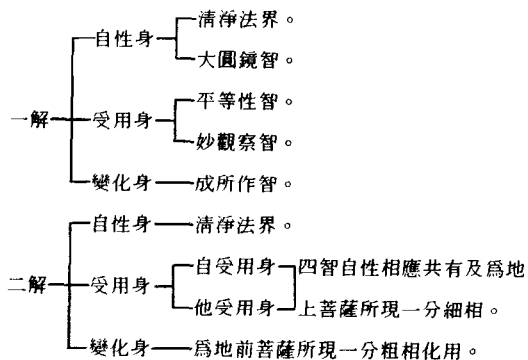 一解
自性身
清淨法界。
大圓鏡智。
受用身
平等性智。
妙觀察智。
變化身
成所作智。
二解
自性身
清淨法界。
受用身
自受用身
他受用身
四智自性相應共有及爲地
上菩薩所現一分細相。
變化身
爲地前菩薩所現一分粗相化用。